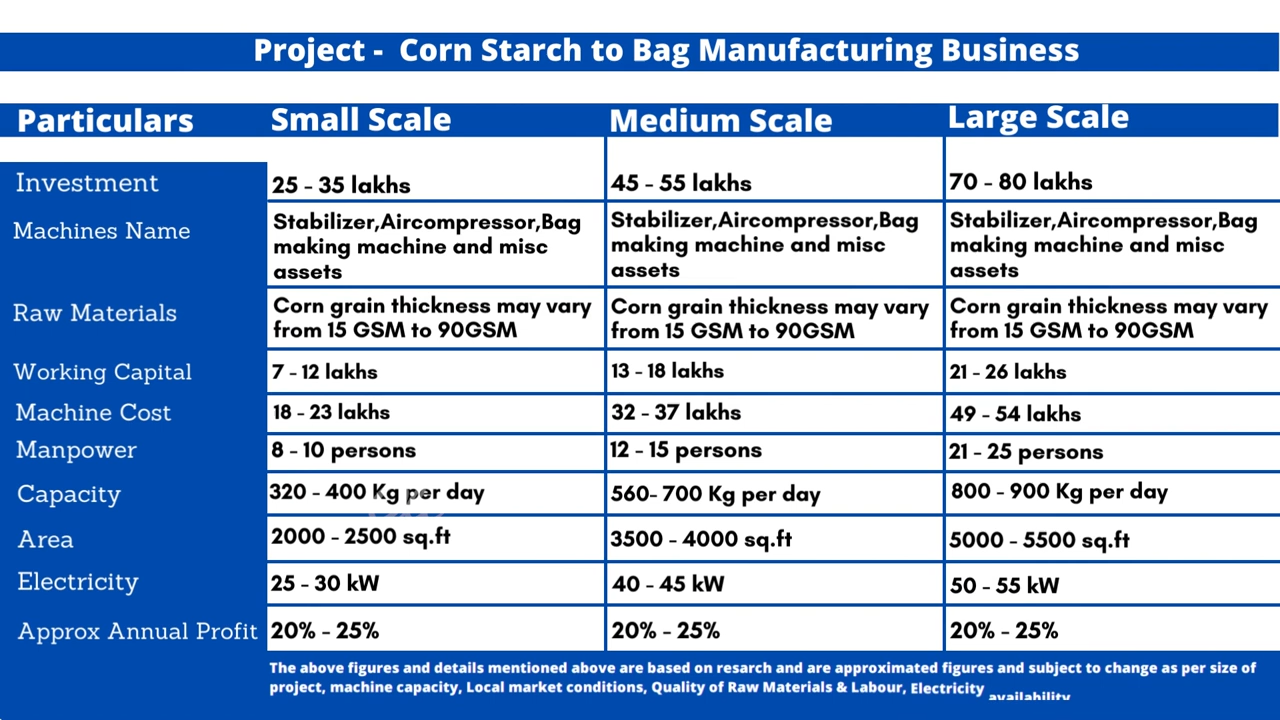 Project - Corn Starch to Bag Manufacturing Business
Particulars Small Scale Medium Scale Large Scale
Investment 25 - 35 lakhs 45 - 55 lakhs 70 - 80 lakhs
Machines Name
Stabilizer,Aircompressor,Bag Stabilizer,Aircompressor,Bag Stabilizer,Aircompressor,Bag
making machine and misc making machine and misc making machine and misc
assets assets assets
Raw Materials
Corn grain thickness may vary Corn grain thickness may vary Corn grain thickness may vary
from 15 GSM to 90GSM from 15 GSM to 90GSM from 15 GSM to 90GSM
Working Capital 7 - 12 lakhs 13 - 18 lakhs 21 - 26 lakhs
Machine Cost 18 - 23 lakhs 32 - 37 lakhs 49 - 54 lakhs
Manpower 8 - 10 persons 12 - 15 persons 21 - 25 persons
Capacity 320 - 400 Kg per day 560- 700 Kg per day 800 - 900 Kg per day
Area 2000 - 2500 sq.ft 3500 - 4000 sq.ft 5000 - 5500 sq.ft
Electricity 25 - 30 kW 40 - 45 kW 50 - 55 kW
Approx Annual Profit 20% - 25% 20% - 25% 20% - 25%
The above figures and details mentioned above are based on resarch and are approximated figures and subject to change as per size of
project, machine capacity, Local market conditions, Quality of Raw Materials & Labour, Electricity availability